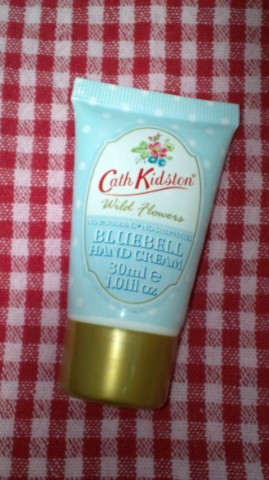 Cath Kidston®
Wild Flowers
BLUEBELL
HAND CREAM
30ml e
1.01fl oz.